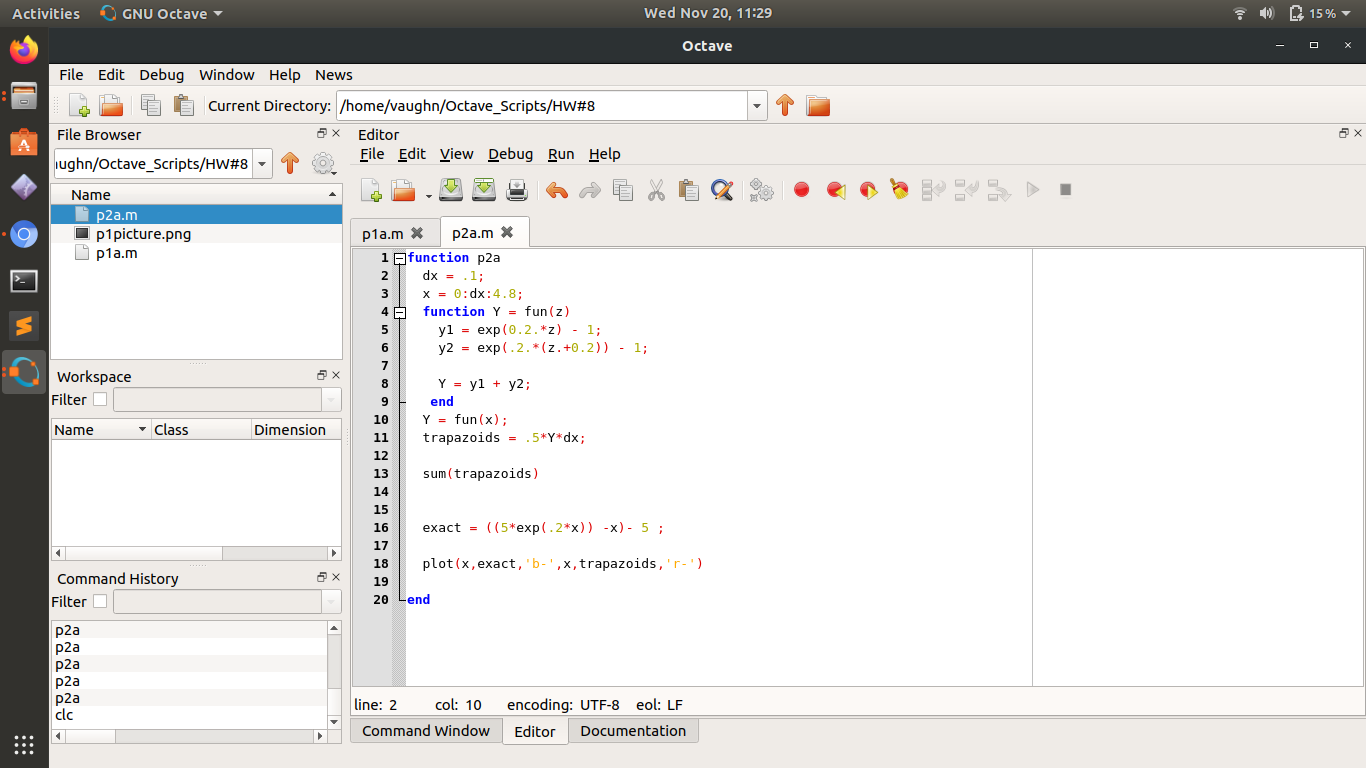 Activities GNU Octave Wed Nov 20, 11:29 15%
Octave
File Edit Debug Window Help News
Current Directory: /home/vaughn/Octave_Scripts/HW#8
File Browser
ughn/Octave_Scripts/HW#8
Name
p2a.m
p1picture.png
p1a.m
Workspace
Filter
Name Class Dimension
Command History
Filter
p2a
p2a
p2a
p2a
p2a
clc
Editor
File Edit View Debug Run Help
p1a.m p2a.m
1 function p2a
2 dx = .1;
3 x = 0:dx:4.8;
4 function Y = fun(z)
5 y1 = exp(0.2.*z) - 1;
6 y2 = exp(.2.*(z.+0.2)) - 1;
7
8 Y = y1 + y2;
9 end
10 Y = fun(x);
11 trapazoids = .5*Y*dx;
12
13 sum(trapazoids)
14
15
16 exact = ((5*exp(.2*x)) -x)- 5 ;
17
18 plot(x,exact,'b-',x,trapazoids,'r-')
19
20 end
line: 2 col: 10 encoding: UTF-8 eol: LF
Command Window Editor Documentation